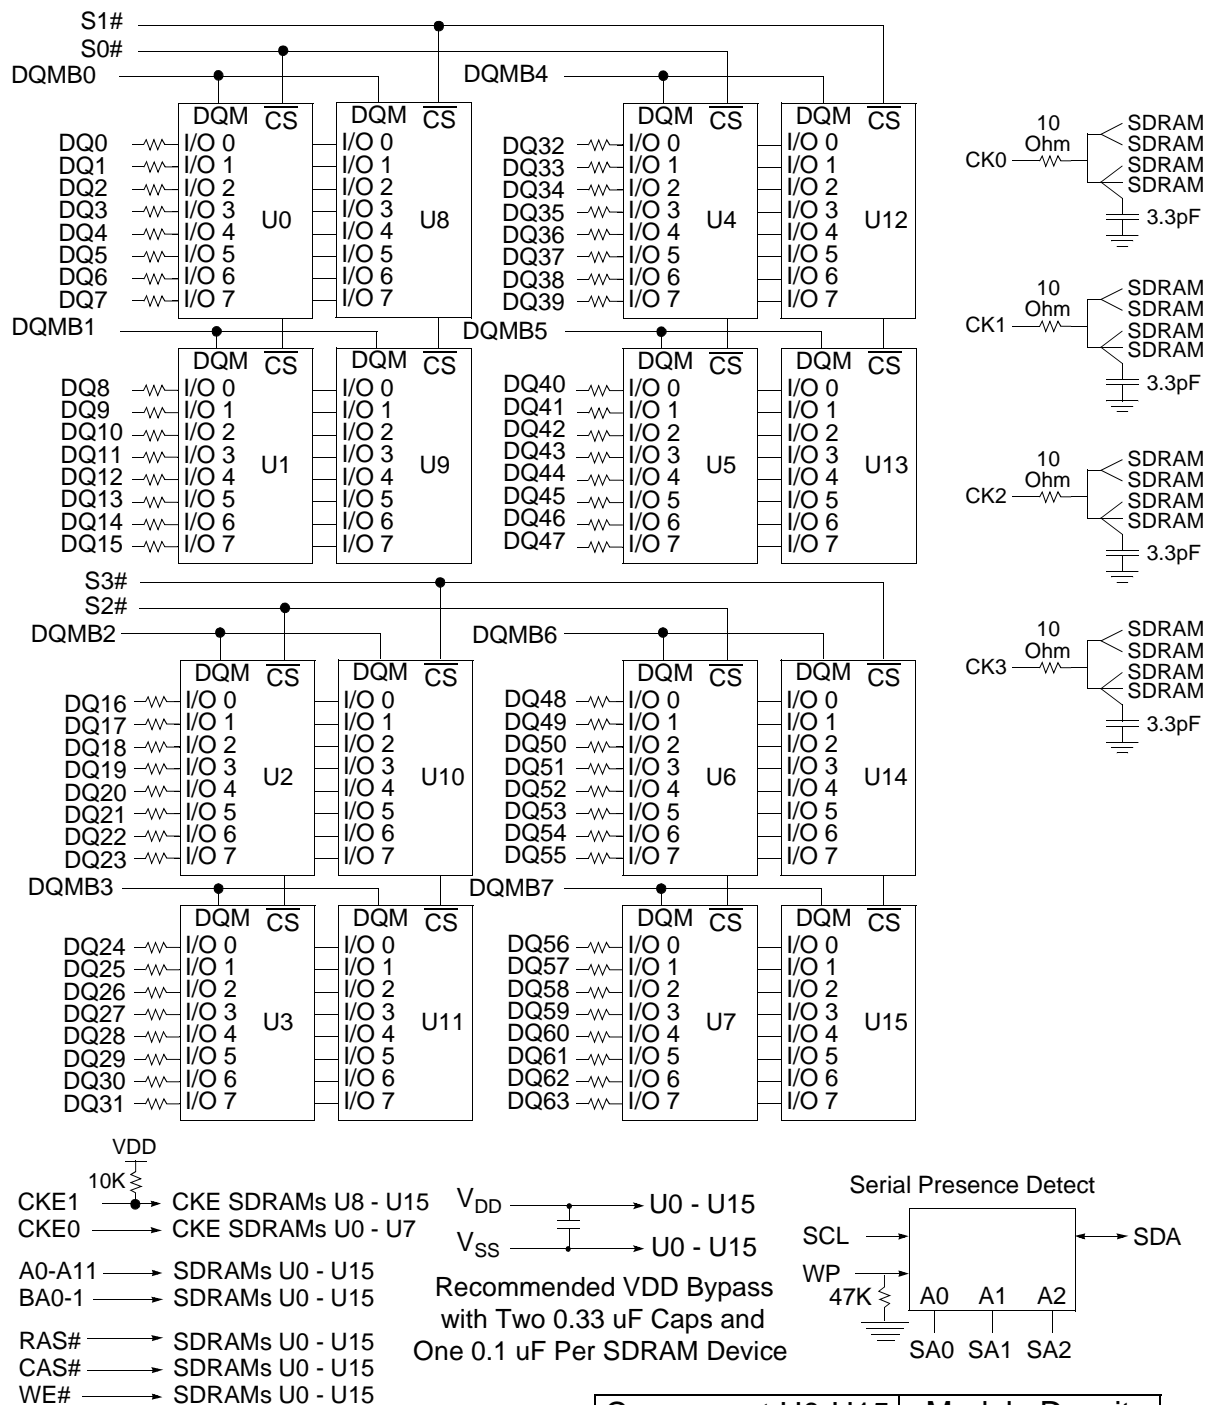 S1#
S0#
DQMB0
DQMB4
DQM CS DQM CS DQM CS DQM CS
DQ0 I/O 0 I/O 0 DQ32 I/O 0 I/O 0
DQ1 I/O 1 I/O 1 DQ33 I/O 1 I/O 1
DQ2 I/O 2 I/O 2 DQ34 I/O 2 I/O 2
DQ3 I/O 3 U0 I/O 3 U8 DQ35 I/O 3 U4 I/O 3 U12
DQ4 I/O 4 I/O 4 DQ36 I/O 4 I/O 4
DQ5 I/O 5 I/O 5 DQ37 I/O 5 I/O 5
DQ6 I/O 6 I/O 6 DQ38 I/O 6 I/O 6
DQ7 I/O 7 I/O 7 DQ39 I/O 7 I/O 7
DQMB1
DQMB5
DQM CS DQM CS DQM CS DQM CS
DQ8 I/O 0 I/O 0 DQ40 I/O 0 I/O 0
DQ9 I/O 1 I/O 1 DQ41 I/O 1 I/O 1
DQ10 I/O 2 I/O 2 DQ42 I/O 2 I/O 2
DQ11 I/O 3 U1 I/O 3 U9 DQ43 I/O 3 U5 I/O 3 U13
DQ12 I/O 4 I/O 4 DQ44 I/O 4 I/O 4
DQ13 I/O 5 I/O 5 DQ45 I/O 5 I/O 5
DQ14 I/O 6 I/O 6 DQ46 I/O 6 I/O 6
DQ15 I/O 7 I/O 7 DQ47 I/O 7 I/O 7
S3#
S2#
DQMB2
DQMB6
DQM CS DQM CS DQM CS DQM CS
DQ16 I/O 0 I/O 0 DQ48 I/O 0 I/O 0
DQ17 I/O 1 I/O 1 DQ49 I/O 1 I/O 1
DQ18 I/O 2 I/O 2 DQ50 I/O 2 I/O 2
DQ19 I/O 3 U2 I/O 3 U10 DQ51 I/O 3 U6 I/O 3 U14
DQ20 I/O 4 I/O 4 DQ52 I/O 4 I/O 4
DQ21 I/O 5 I/O 5 DQ53 I/O 5 I/O 5
DQ22 I/O 6 I/O 6 DQ54 I/O 6 I/O 6
DQ23 I/O 7 I/O 7 DQ55 I/O 7 I/O 7
DQMB3
DQMB7
DQM CS DQM CS DQM CS DQM CS
DQ24 I/O 0 I/O 0 DQ56 I/O 0 I/O 0
DQ25 I/O 1 I/O 1 DQ57 I/O 1 I/O 1
DQ26 I/O 2 I/O 2 DQ58 I/O 2 I/O 2
DQ27 I/O 3 U3 I/O 3 U11 DQ59 I/O 3 U7 I/O 3 U15
DQ28 I/O 4 I/O 4 DQ60 I/O 4 I/O 4
DQ29 I/O 5 I/O 5 DQ61 I/O 5 I/O 5
DQ30 I/O 6 I/O 6 DQ62 I/O 6 I/O 6
DQ31 I/O 7 I/O 7 DQ63 I/O 7 I/O 7
10 SDRAM
Ohm SDRAM
CK0 SDRAM
SDRAM
3.3pF
10 SDRAM
Ohm SDRAM
CK1 SDRAM
SDRAM
3.3pF
10 SDRAM
Ohm SDRAM
CK2 SDRAM
SDRAM
3.3pF
10 SDRAM
Ohm SDRAM
CK3 SDRAM
SDRAM
3.3pF
VDD
10K
CKE1 CKE SDRAMs U8 - U15
CKE0 CKE SDRAMs U0 - U7
A0-A11 SDRAMs U0 - U15
BA0-1 SDRAMs U0 - U15
RAS# SDRAMs U0 - U15
CAS# SDRAMs U0 - U15
WE# SDRAMs U0 - U15
VDD U0 - U15
VSS U0 - U15
Recommended VDD Bypass
with Two 0.33 uF Caps and
One 0.1 uF Per SDRAM Device
Serial Presence Detect
SCL SDA
WP
47K A0 A1 A2
SA0 SA1 SA2